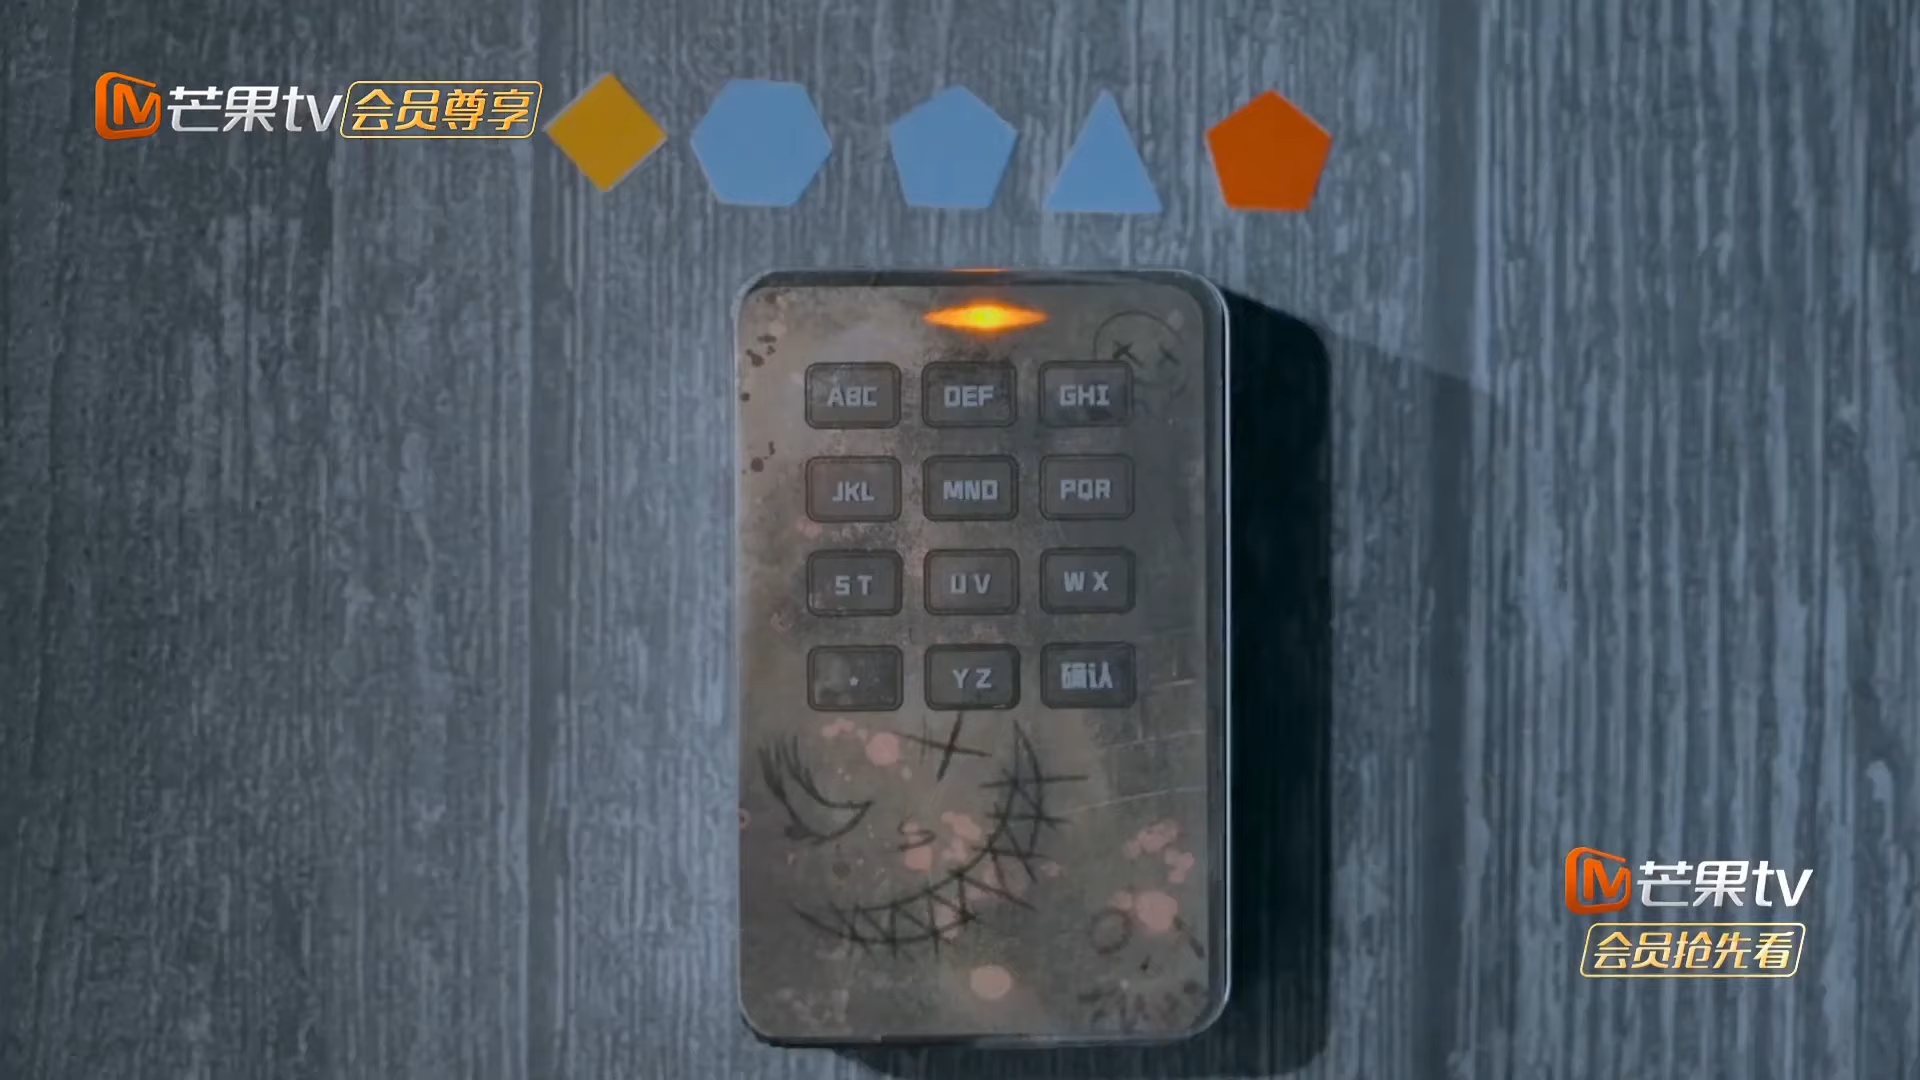 芒果tv会员尊享
ABC DEF GHI
JKL MNO PQR
ST UV WX
* YZ 确认
芒果tv
会员抢先看